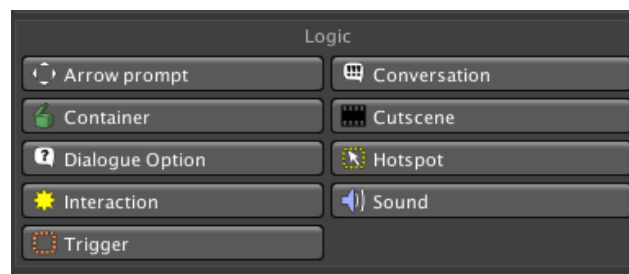 Logic
Arrow prompt
Conversation
Container
Cutscene
Dialogue Option
Hotspot
Interaction
Sound
Trigger